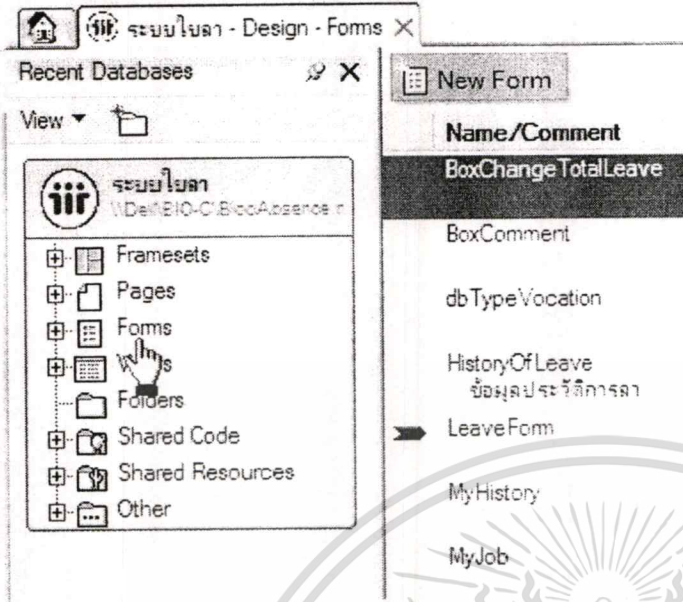 ระบบใบลา - Design - Forms
Recent Databases
View
ระบบใบลา
Framesets
Pages
Forms
Folders
Shared Code
Shared Resources
Other
New Form
Name/Comment
BoxChangeTotalLeave
BoxComment
dbTypeVocation
HistoryOfLeave
ข้อมูลประวัติการลา
LeaveForm
MyHistory
MyJob